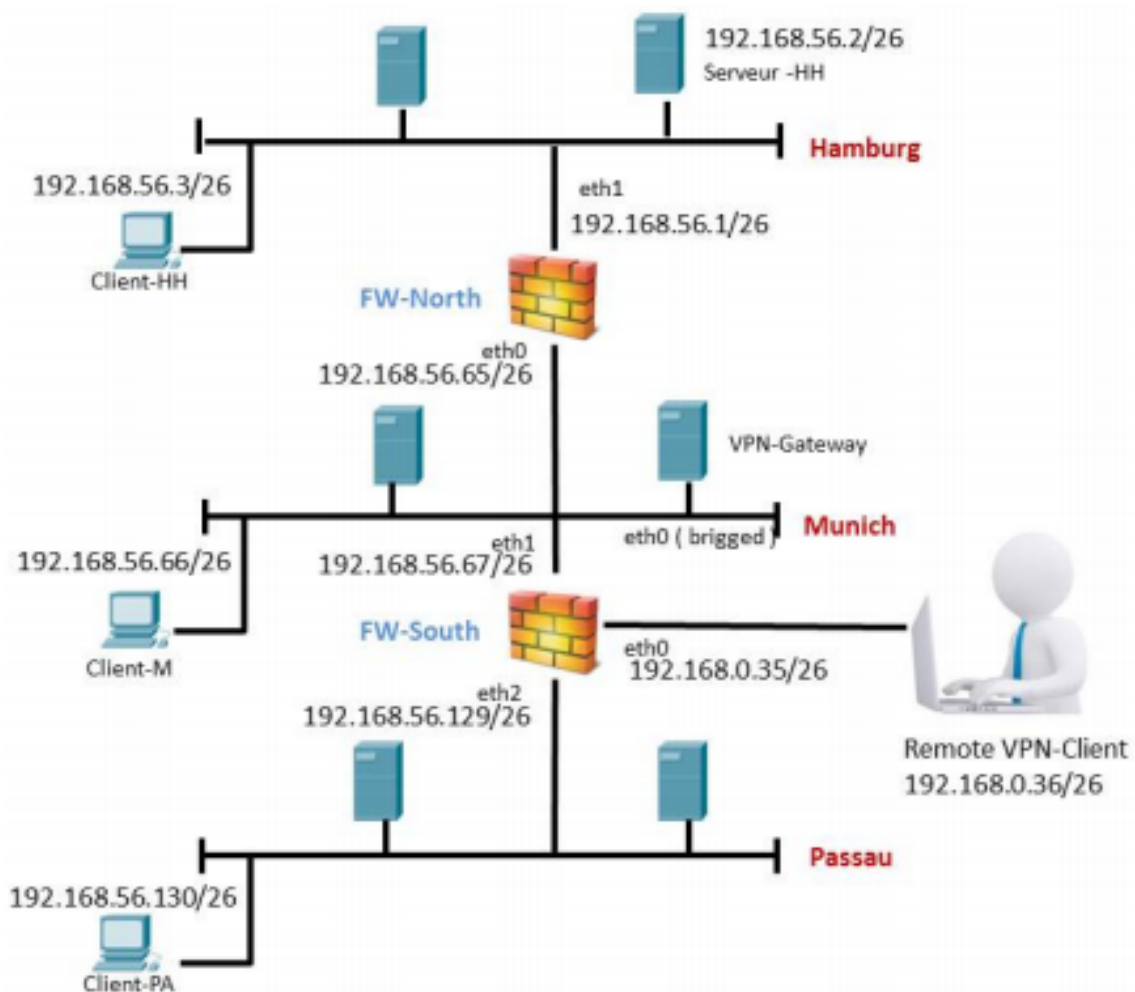 192.168.56.2/26
Serveur -HH
Hamburg
192.168.56.3/26
Client-HH
eth1
192.168.56.1/26
FW-North
eth0
192.168.56.65/26
VPN-Gateway
Munich
eth0 ( brigged )
eth1
192.168.56.67/26
192.168.56.66/26
Client-M
FW-South
eth0
192.168.0.35/26
eth2
192.168.56.129/26
Remote VPN-Client
192.168.0.36/26
Passau
192.168.56.130/26
Client-PA